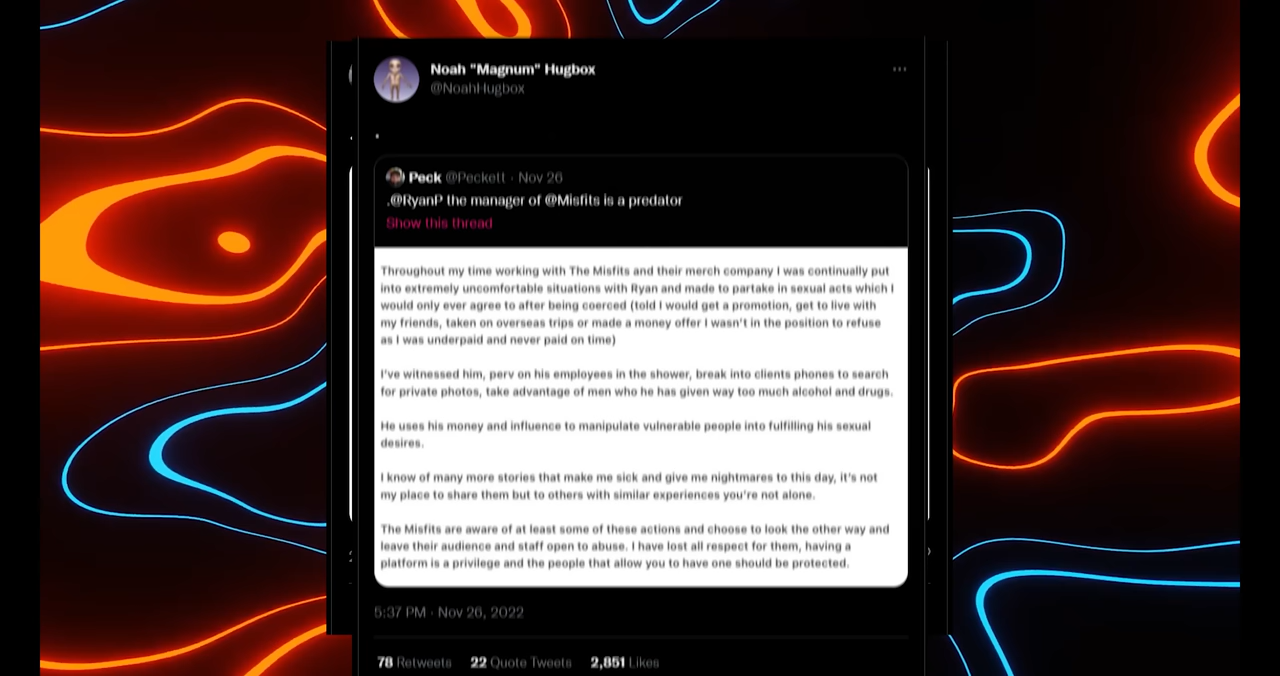 Noah "Magnum" Hugbox
@NoahHugbox
...
.
Peck @Peckett · Nov 26
.@RyanP the manager of @Misfits is a predator
Show this thread
Throughout my time working with The Misfits and their merch company I was continually put
into extremely uncomfortable situations with Ryan and made to partake in sexual acts which I
would only ever agree to after being coerced (told I would get a promotion, get to live with
my friends, taken on overseas trips or made a money offer I wasn't in the position to refuse
as I was underpaid and never paid on time)
I've witnessed him, perv on his employees in the shower, break into clients phones to search
for private photos, take advantage of men who he has given way too much alcohol and drugs.
He uses his money and influence to manipulate vulnerable people into fulfilling his sexual
desires.
I know of many more stories that make me sick and give me nightmares to this day, it's not
my place to share them but to others with similar experiences you're not alone.
The Misfits are aware of at least some of these actions and choose to look the other way and
leave their audience and staff open to abuse. I have lost all respect for them, having a
platform is a privilege and the people that allow you to have one should be protected.
5:37 PM · Nov 26, 2022
78 Retweets 22 Quote Tweets 2,851 Likes